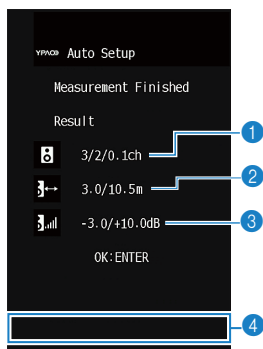 YPAO Auto Setup
Measurement Finished
Result
3/2/0.1ch
1
3.0/10.5m
2
-3.0/+10.0dB
3
OK:ENTER
4